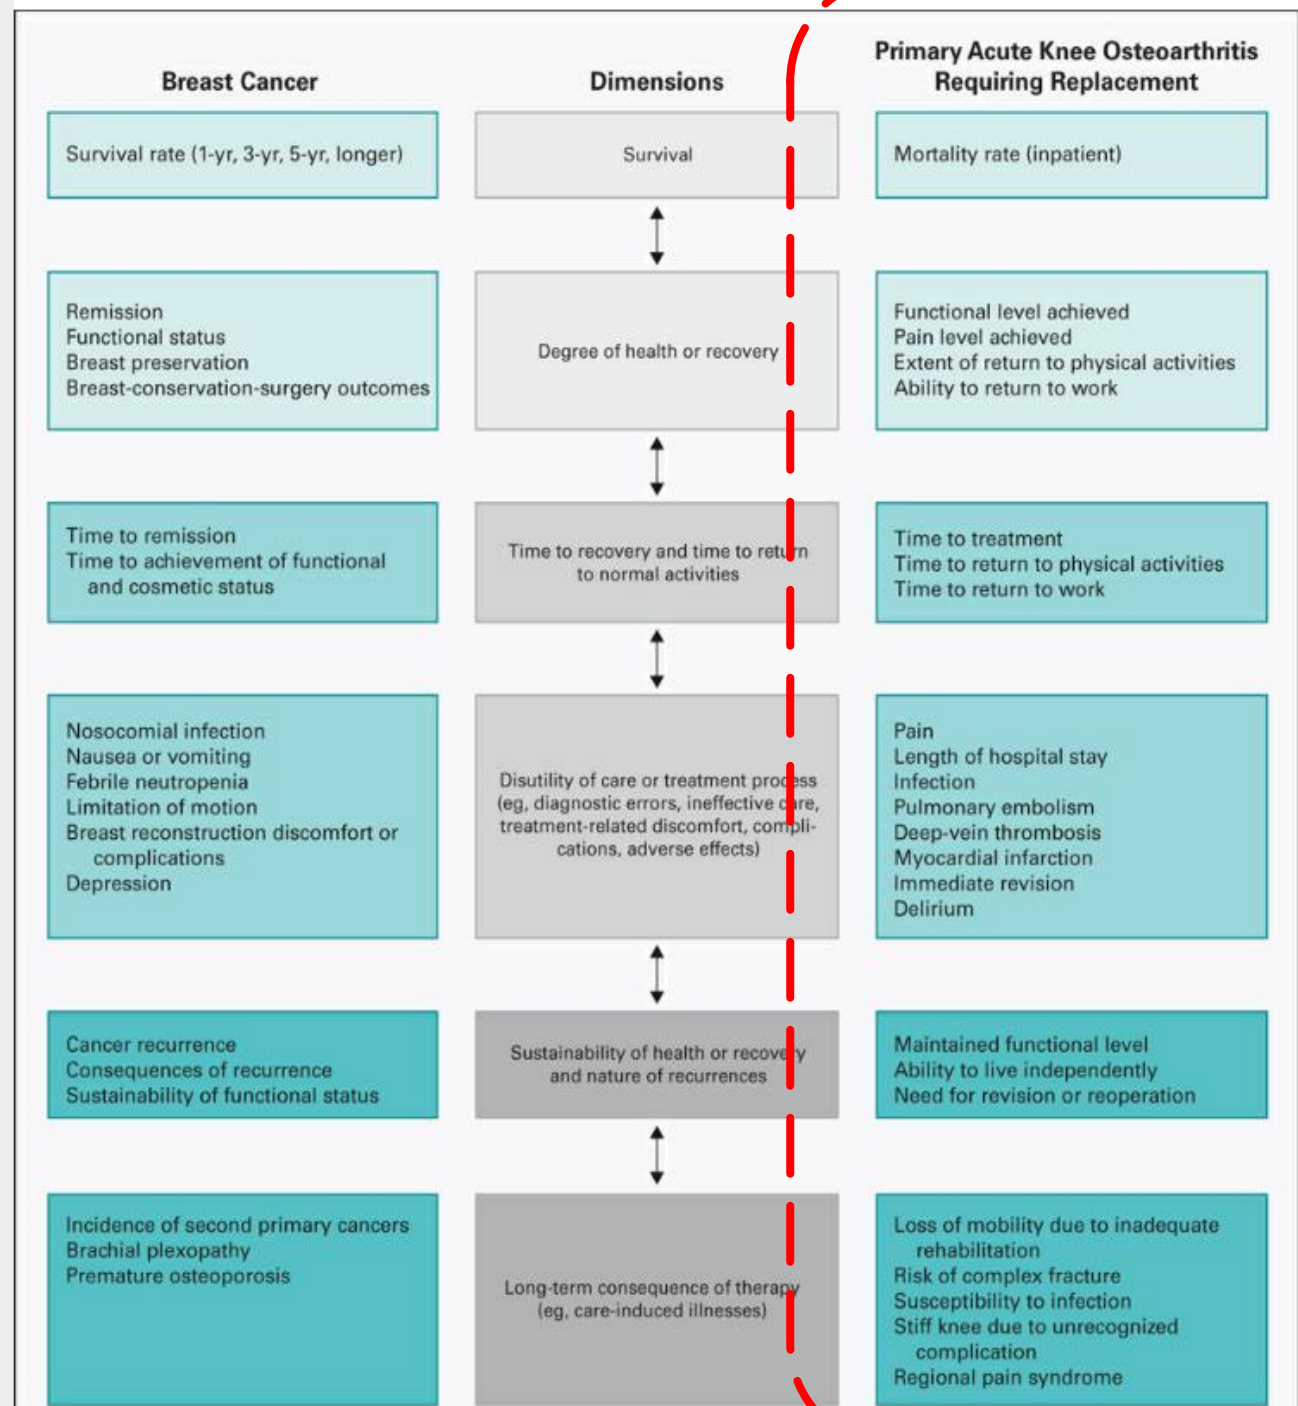 Breast Cancer
Dimensions
Primary Acute Knee Osteoarthritis
Requiring Replacement
Survival rate (1-yr, 3-yr, 5-yr, longer)
Survival
Mortality rate (inpatient)
Remission
Functional status
Breast preservation
Breast-conservation-surgery outcomes
Degree of health or recovery
Functional level achieved
Pain level achieved
Extent of return to physical activities
Ability to return to work
Time to remission
Time to achievement of functional
and cosmetic status
Time to recovery and time to return
to normal activities
Time to treatment
Time to return to physical activities
Time to return to work
Nosocomial infection
Nausea or vomiting
Febrile neutropenia
Limitation of motion
Breast reconstruction discomfort or
complications
Depression
Disutility of care or treatment process
(eg, diagnostic errors, ineffective care,
treatment-related discomfort, compli-
cations, adverse effects)
Pain
Length of hospital stay
Infection
Pulmonary embolism
Deep-vein thrombosis
Myocardial infarction
Immediate revision
Delirium
Cancer recurrence
Consequences of recurrence
Sustainability of functional status
Sustainability of health or recovery
and nature of recurrences
Maintained functional level
Ability to live independently
Need for revision or reoperation
Incidence of second primary cancers
Brachial plexopathy
Premature osteoporosis
Long-term consequence of therapy
(eg, care-induced illnesses)
Loss of mobility due to inadequate
rehabilitation
Risk of complex fracture
Susceptibility to infection
Stiff knee due to unrecognized
complication
Regional pain syndrome